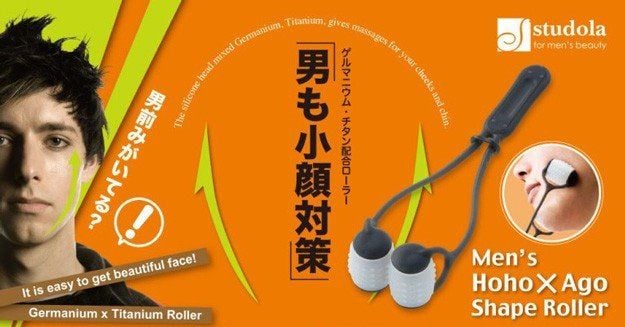 The silicone head mixed Germanium, Titanium, gives massages for your cheeks and chin.
studola
for men's beauty
ゲルマニウム・チタン配合ローラー
「男も小顔対策」
男前みがいてる?
It is easy to get beautiful face!
Germanium x Titanium Roller
Men's
Hoho×Ago
Shape Roller